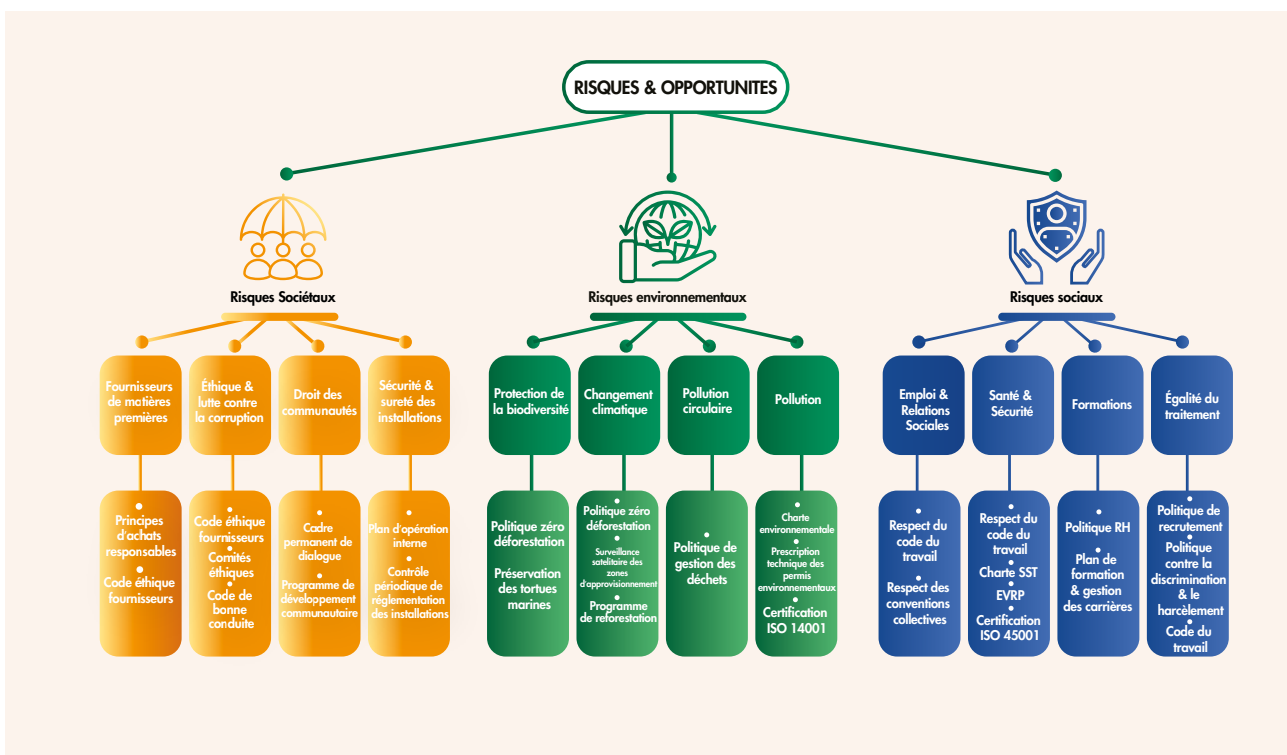 RISQUES & OPPORTUNITES
Risques Sociétaux
Risques environnementaux
Risques sociaux
Fournisseurs
de matières
premières
Éthique &
lutte contre
la corruption
Droit des
communautés
Sécurité &
sureté des
installations
Protection de
la biodiversité
Changement
climatique
Pollution
circulaire
Pollution
Emploi &
Relations
Sociales
Santé &
Sécurité
Formations
Égalité du
traitement
• Principes
d'achats
responsables
• Code éthique
fournisseurs
• Code éthique
fournisseurs
• Comités
éthiques
• Code de
bonne
conduite
• Cadre
permanent de
dialogue
• Programme de
développement
communautaire
• Plan d'opération
interne
• Contrôle
périodique de
réglementation
des installations
Politique zéro
déforestation
Préservation
des tortues
marines
• Politique zéro
déforestation
• Surveillance
satelitaire des
zones
d'approvisionnement
• Programme
de reforestation
• Politique de
gestion des
déchets
• Charte
environnementale
• Prescription
technique des
permis
environnementaux
• Certification
ISO 14001
• Respect du
code du
travail
• Respect des
conventions
collectives
• Respect du
code du
travail
• Charte SST
• EVRP
• Certification
ISO 45001
• Politique RH
• Plan de
formation
& gestion
des carrières
• Politique de
recrutement
• Politique
contre la
discrimination
& le
harcèlement
• Code du
travail